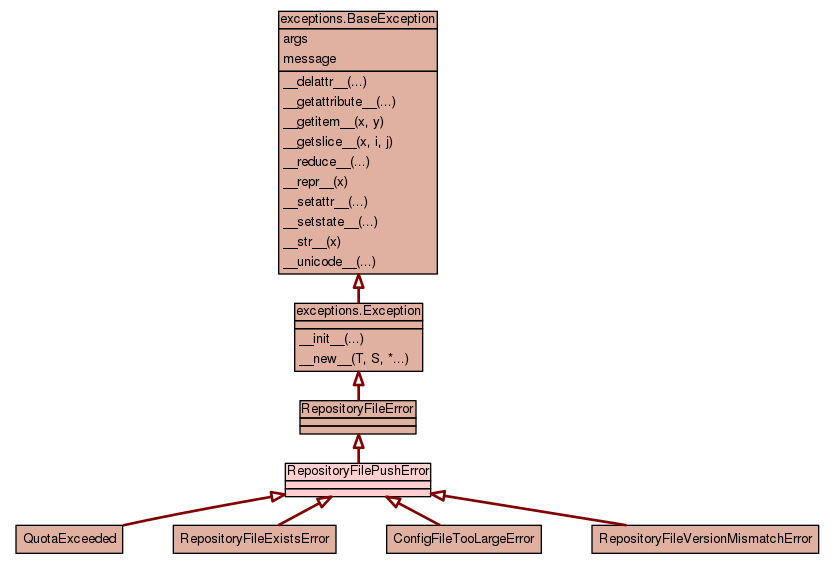 exceptions.BaseException
args
message
__delattr__(...)
__getattribute__(...)
__getitem__(x, y)
__getslice__(x, i, j)
__reduce__(...)
__repr__(x)
__setattr__(...)
__setstate__(...)
__str__(x)
__unicode__(...)
exceptions.Exception
__init__(...)
__new__(T, S, *...)
RepositoryFileError
RepositoryFilePushError
QuotaExceeded
RepositoryFileExistsError
ConfigFileTooLargeError
RepositoryFileVersionMismatchError